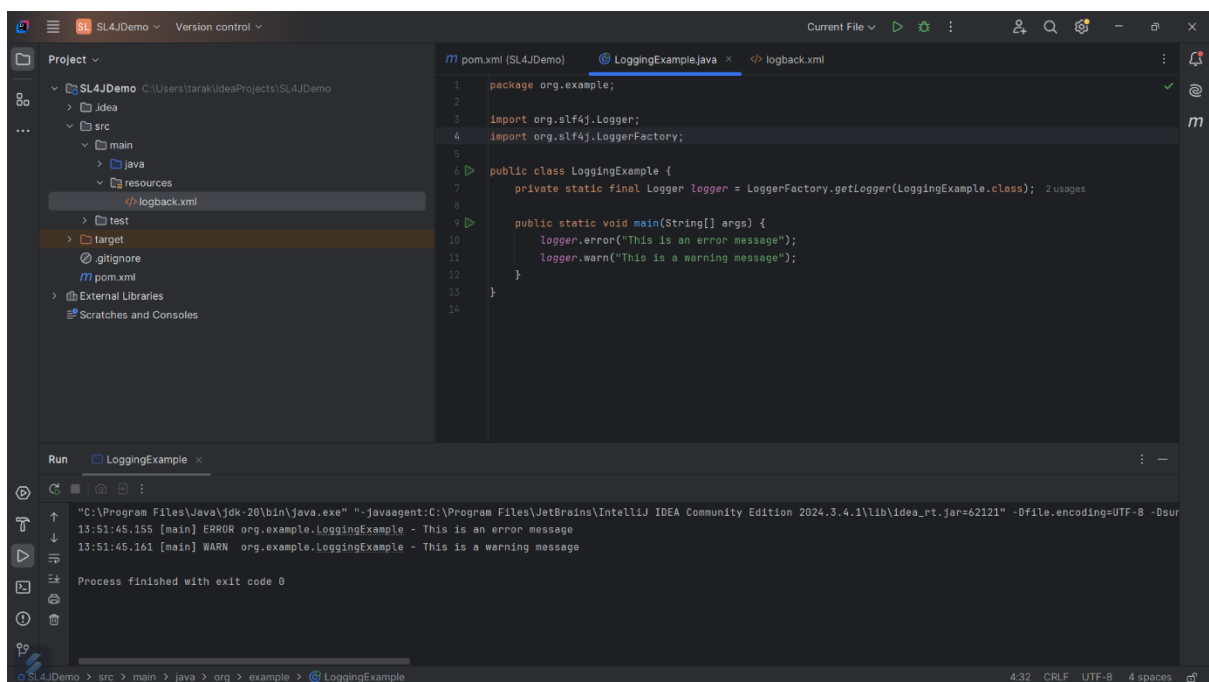 SL SL4JDemo Version control Current File
Project
SL4JDemo C:\Users\tarak\IdeaProjects\SL4JDemo
.idea
src
main
java
resources
logback.xml
test
target
.gitignore
m pom.xml
External Libraries
Scratches and Consoles
m pom.xml (SL4JDemo) LoggingExample.java logback.xml
m
1 package org.example;
2
3 import org.slf4j.Logger;
4 import org.slf4j.LoggerFactory;
5
6 public class LoggingExample {
7 private static final Logger logger = LoggerFactory.getLogger(LoggingExample.class); 2 usages
8
9 public static void main(String[] args) {
10 logger.error("This is an error message");
11 logger.warn("This is a warning message");
12 }
13 }
14
Run LoggingExample
"C:\Program Files\Java\jdk-20\bin\java.exe" "-javaagent:C:\Program Files\JetBrains\IntelliJ IDEA Community Edition 2024.3.4.1\lib\idea_rt.jar=62121" -Dfile.encoding=UTF-8 -Dsur
13:51:45.155 [main] ERROR org.example.LoggingExample - This is an error message
13:51:45.161 [main] WARN  org.example.LoggingExample - This is a warning message
Process finished with exit code 0
SL4JDemo > src > main > java > org > example > LoggingExample 4:32 CRLF UTF-8 4 spaces